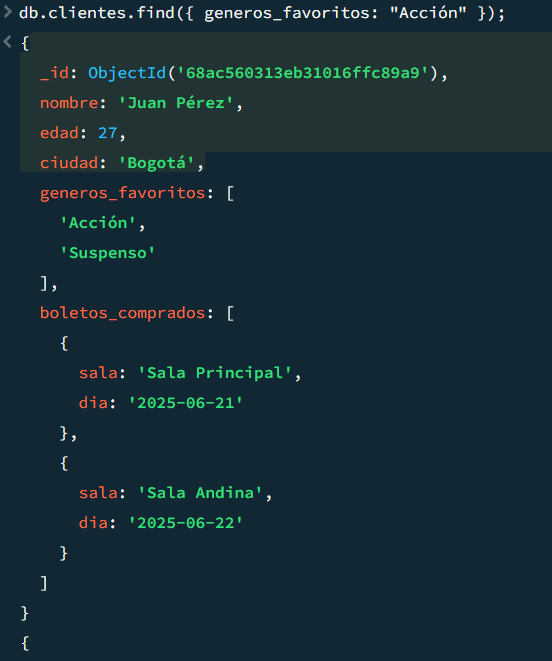 db.clientes.find({ generos_favoritos: "Acción" });
{
_id: ObjectId('68ac560313eb31016ffc89a9'),
nombre: 'Juan Pérez',
edad: 27,
ciudad: 'Bogotá',
generos_favoritos: [
'Acción',
'Suspenso'
],
boletos_comprados: [
{
sala: 'Sala Principal',
dia: '2025-06-21'
},
{
sala: 'Sala Andina',
dia: '2025-06-22'
}
]
}
{